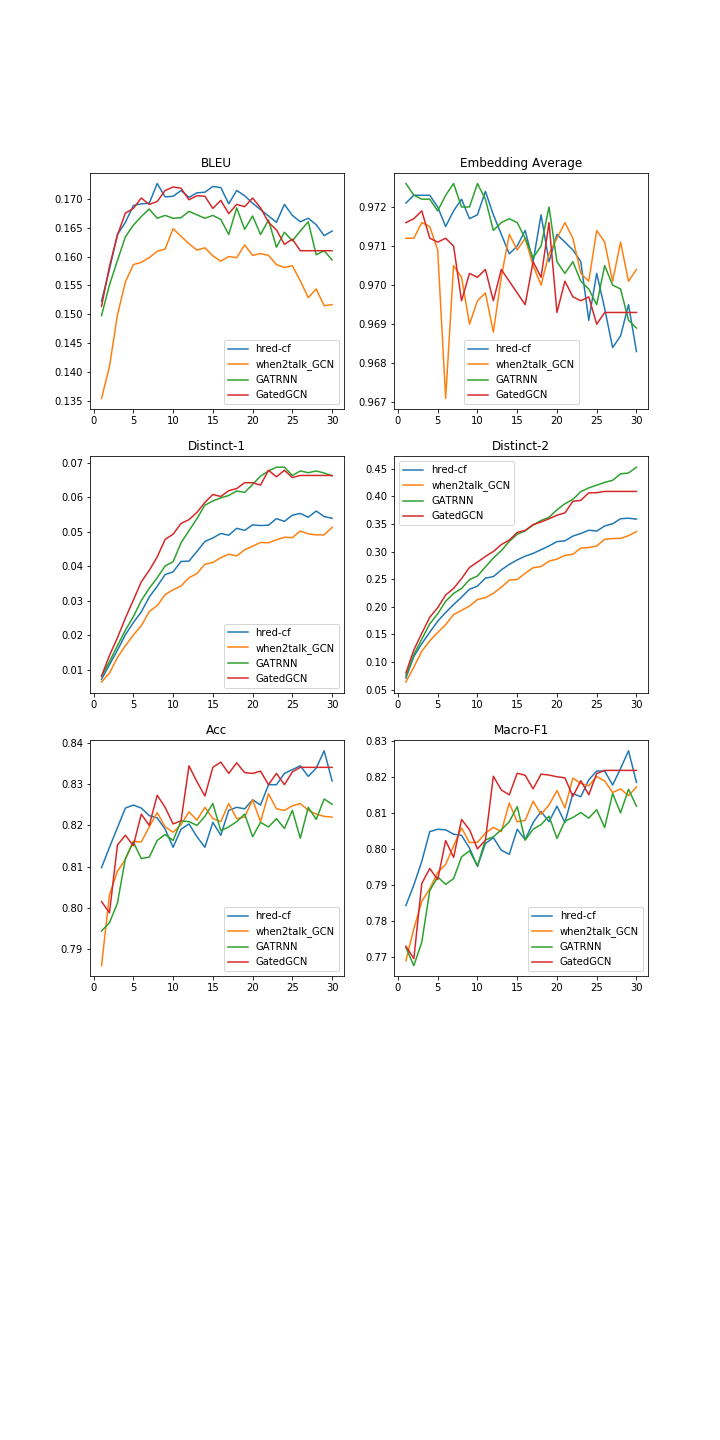 BLEU
0.170
0.165
0.160
0.155
0.150
0.145
0.140
0.135
0 5 10 15 20 25 30
hred-cf
when2talk_GCN
GATRNN
GatedGCN
Embedding Average
0.972
0.971
0.970
0.969
0.968
0.967
0 5 10 15 20 25 30
hred-cf
when2talk_GCN
GATRNN
GatedGCN
Distinct-1
0.07
0.06
0.05
0.04
0.03
0.02
0.01
0 5 10 15 20 25 30
hred-cf
when2talk_GCN
GATRNN
GatedGCN
Distinct-2
0.45
0.40
0.35
0.30
0.25
0.20
0.15
0.10
0.05
0 5 10 15 20 25 30
hred-cf
when2talk_GCN
GATRNN
GatedGCN
Acc
0.84
0.83
0.82
0.81
0.80
0.79
0 5 10 15 20 25 30
hred-cf
when2talk_GCN
GATRNN
GatedGCN
Macro-F1
0.83
0.82
0.81
0.80
0.79
0.78
0.77
0 5 10 15 20 25 30
hred-cf
when2talk_GCN
GATRNN
GatedGCN